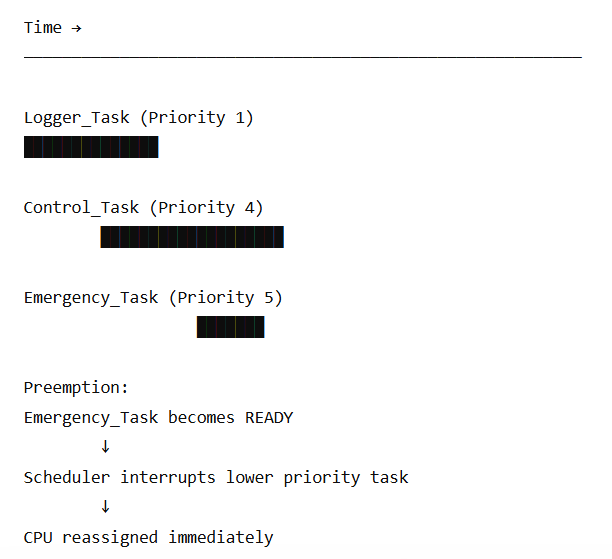 Time →
Logger_Task (Priority 1)
Control_Task (Priority 4)
Emergency_Task (Priority 5)
Preemption:
Emergency_Task becomes READY
↓
Scheduler interrupts lower priority task
↓
CPU reassigned immediately